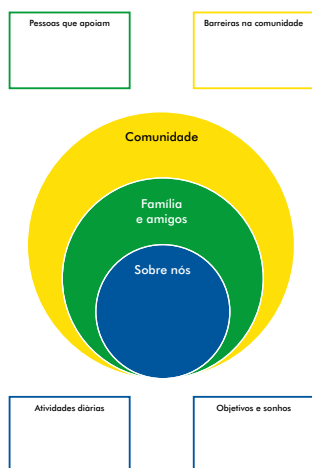 Pessoas que apoiam
Barreiras na comunidade
Comunidade
Família
e amigos
Sobre nós
Atividades diárias
Objetivos e sonhos